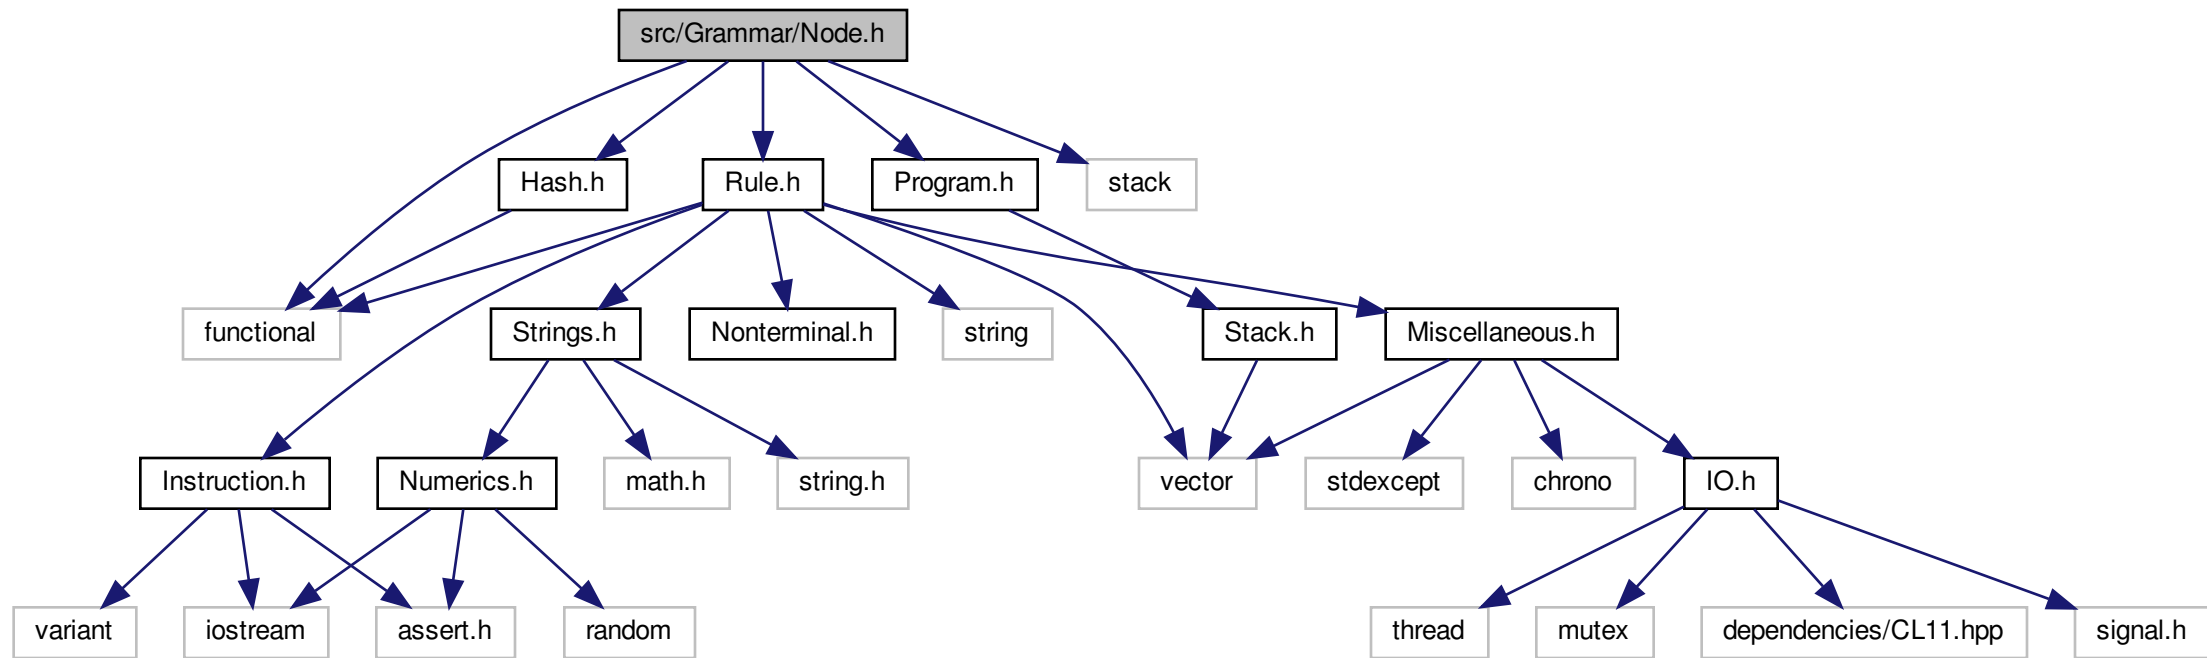 src/Grammar/Node.h
Hash.h
Rule.h
Program.h
stack
functional
Strings.h
Nonterminal.h
string
Stack.h
Miscellaneous.h
Instruction.h
Numerics.h
math.h
string.h
vector
stdexcept
chrono
IO.h
variant
iostream
assert.h
random
thread
mutex
dependencies/CL11.hpp
signal.h